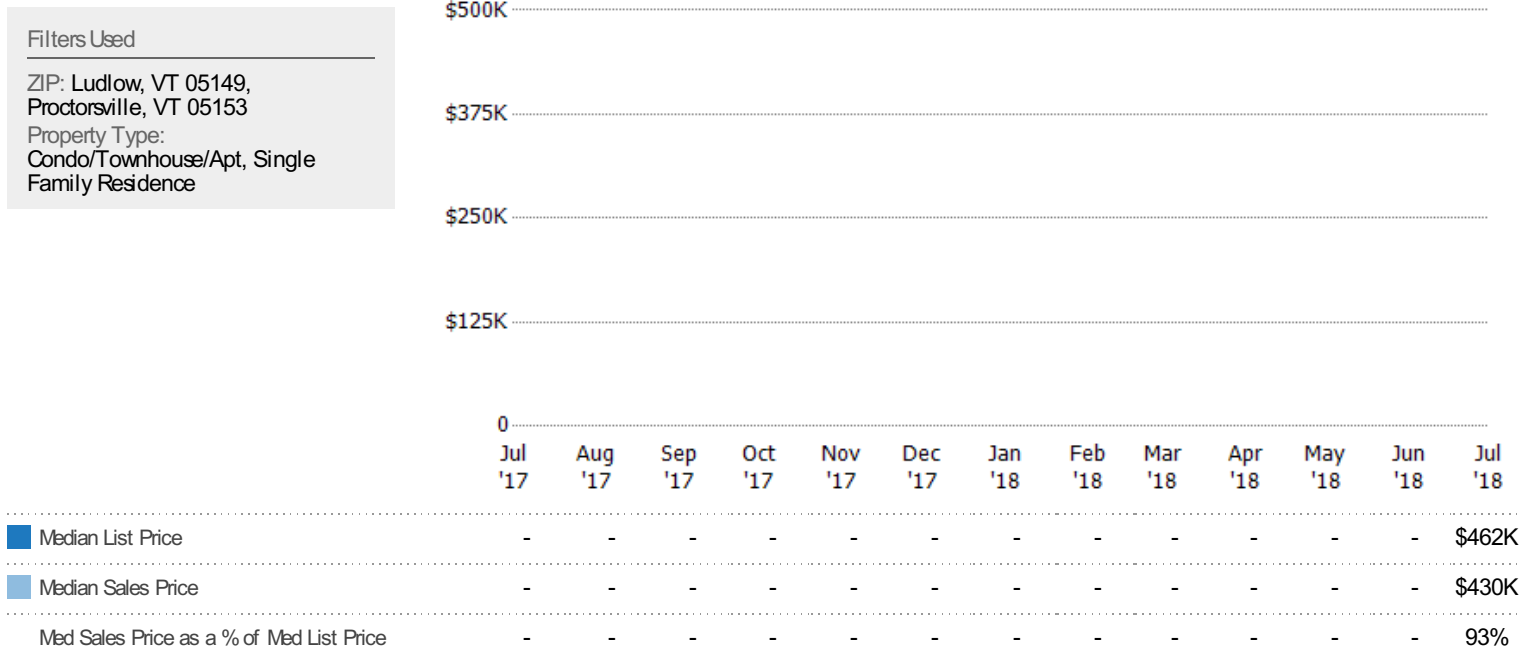 Filters Used
ZIP: Ludlow, VT 05149,
Proctorsville, VT 05153
Property Type:
Condo/Townhouse/Apt, Single
Family Residence
$500K
$375K
$250K
$125K
0
Jul Aug Sep Oct Nov Dec Jan Feb Mar Apr May Jun Jul
'17 '17 '17 '17 '17 '17 '18 '18 '18 '18 '18 '18 '18
Median List Price - - - - - - - - - - - - $462K
Median Sales Price - - - - - - - - - - - - $430K
Med Sales Price as a % of Med List Price - - - - - - - - - - - - 93%